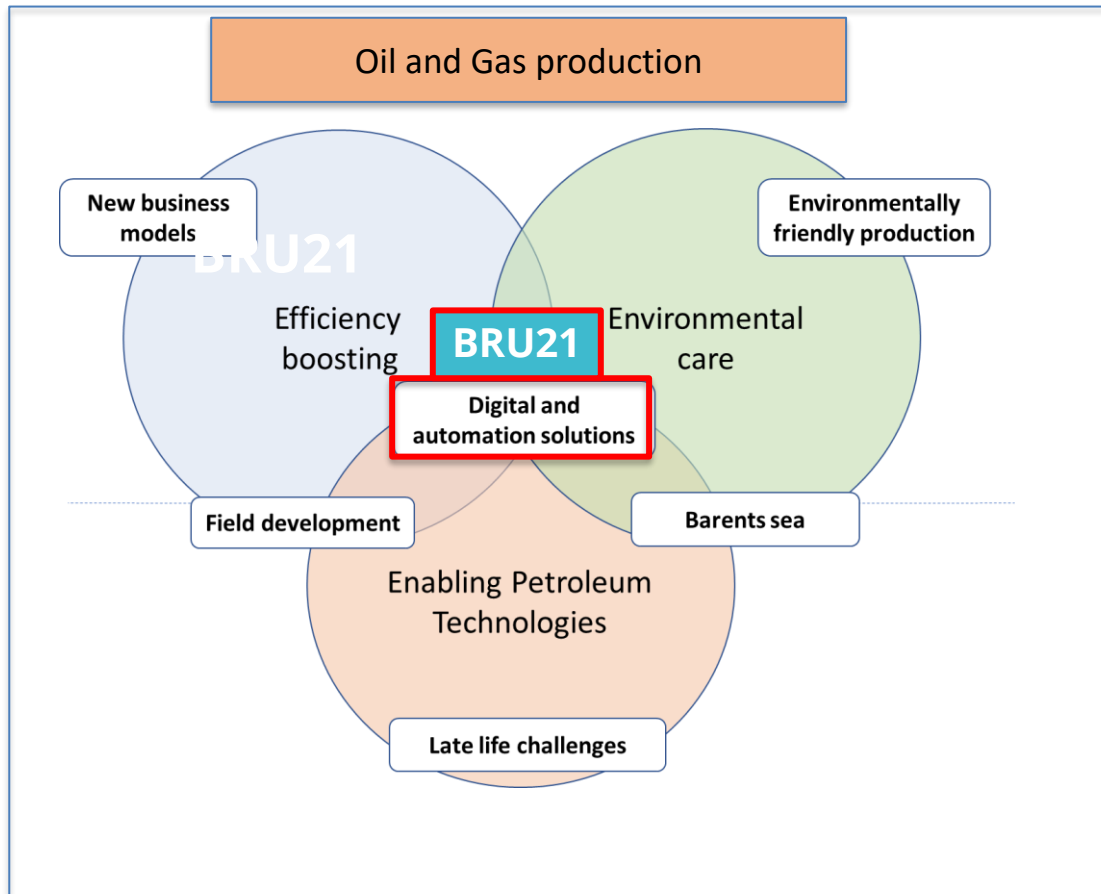 Oil and Gas production
New business
models
Environmentally
friendly production
BRU21
Efficiency
boosting
BRU21
Environmental
care
Digital and
automation solutions
Field development
Barents sea
Enabling Petroleum
Technologies
Late life challenges